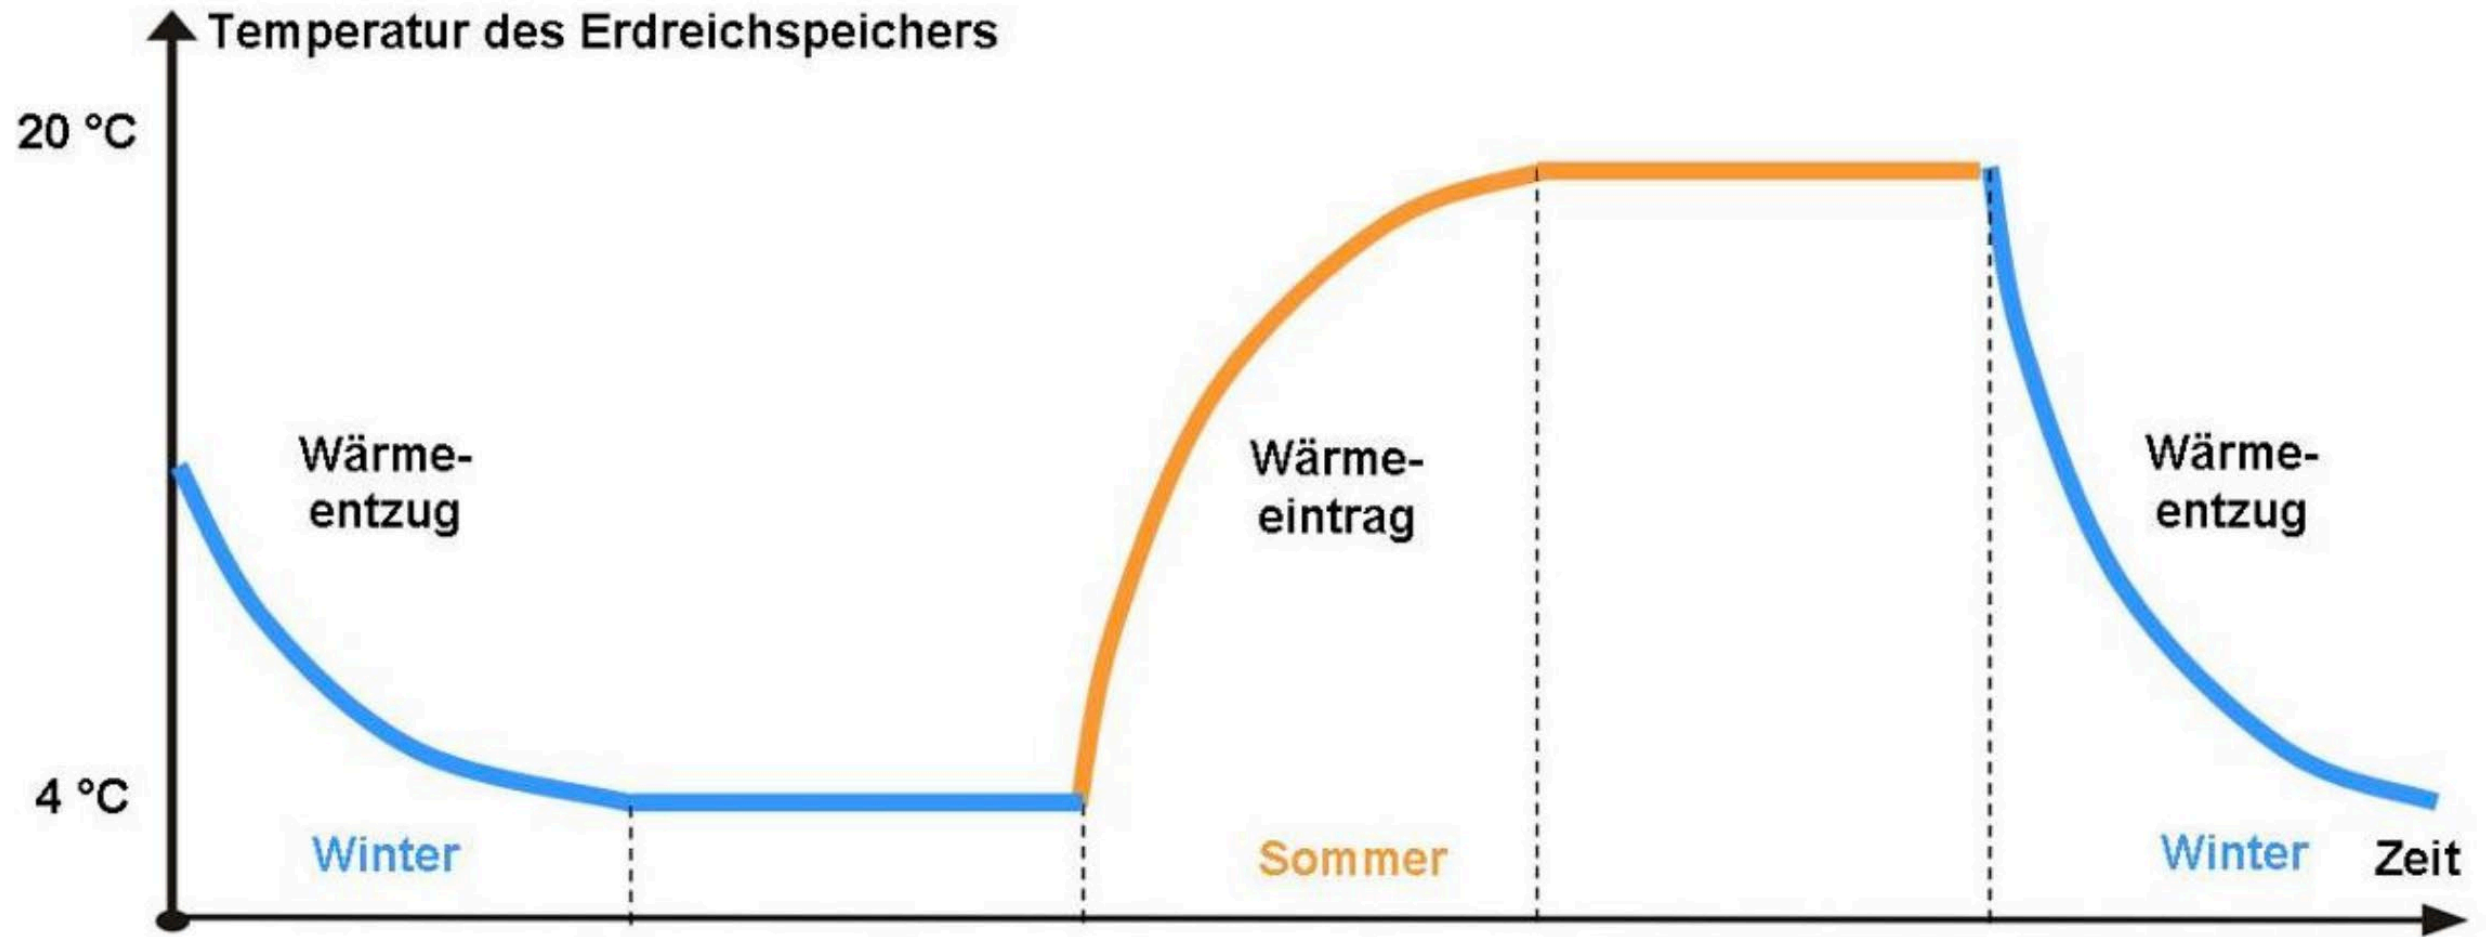 Temperatur des Erdreichspeichers
20 °C
Wärme-
entzug
Wärme-
eintrag
Wärme-
entzug
4 °C
Winter
Sommer
Winter
Zeit